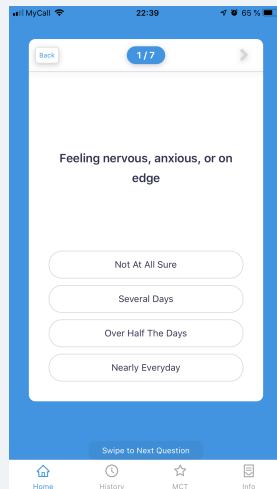 MyCall 22:39 65 %
Back 1 / 7
Feeling nervous, anxious, or on
edge
Not At All Sure
Several Days
Over Half The Days
Nearly Everyday
Swipe to Next Question
Home History MCT Info